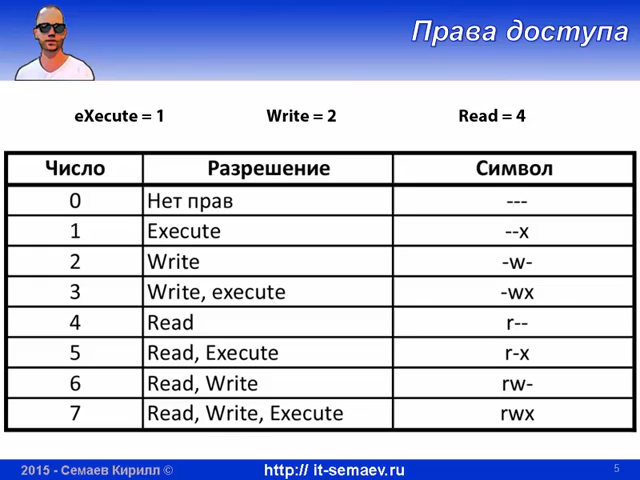 Права доступа
eXecute = 1 Write = 2 Read = 4
Число Разрешение Символ
0 Нет прав ---
1 Execute --x
2 Write -w-
3 Write, execute -wx
4 Read r--
5 Read, Execute r-x
6 Read, Write rw-
7 Read, Write, Execute rwx
2015 - Семаев Кирилл © http:// it-semaev.ru 5